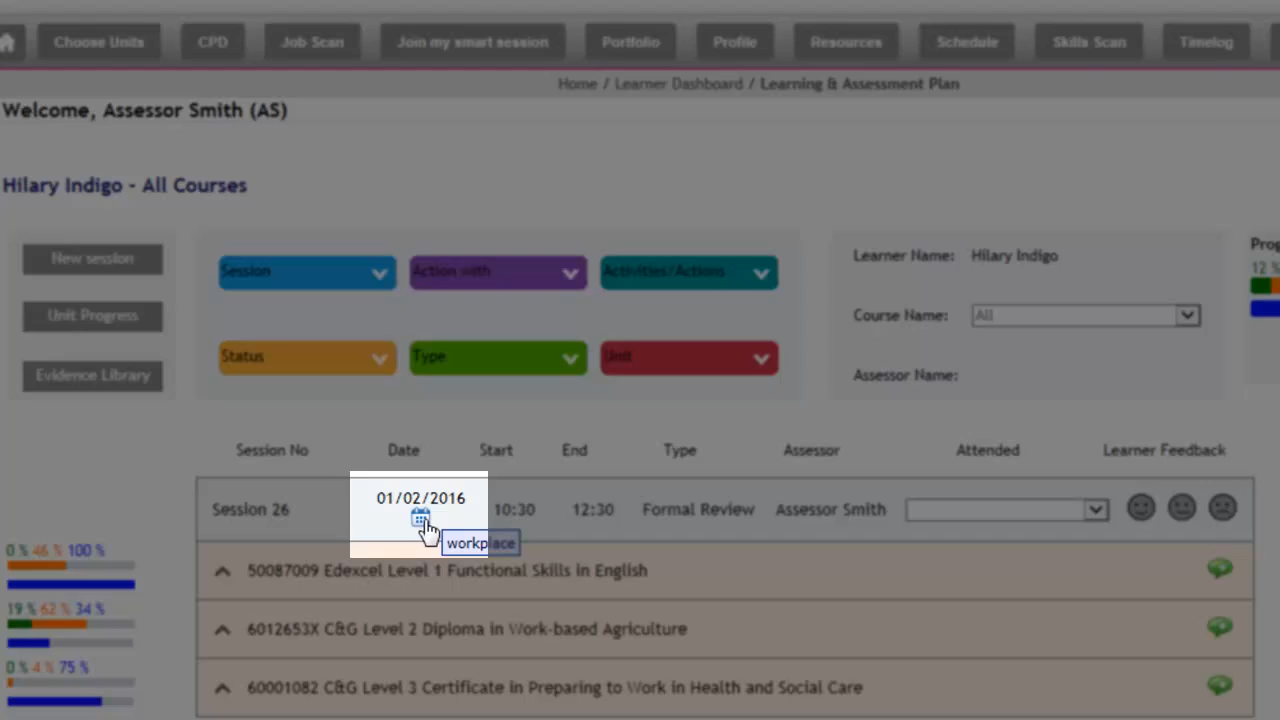 Choose Units CPD Job Scan Join my smart session Portfolio Profile Resources Schedule Skills Scan Timelog
Home / Learner Dashboard / Learning & Assessment Plan
Welcome, Assessor Smith (AS)
Hilary Indigo - All Courses
New session
Unit Progress
Evidence Library
Session Action with Activities/Actions
Status Type Unit
Learner Name: Hilary Indigo
Course Name: All
Assessor Name:
12 %
Session No Date Start End Type Assessor Attended Learner Feedback
Session 26 01/02/2016 10:30 12:30 Formal Review Assessor Smith
workplace
0 % 46 % 100 %
50087009 Edexcel Level 1 Functional Skills in English
19 % 62 % 34 %
6012653X C&G Level 2 Diploma in Work-based Agriculture
0 % 4 % 75 %
60001082 C&G Level 3 Certificate in Preparing to Work in Health and Social Care